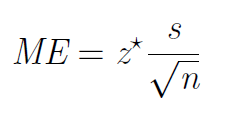 ME = z⋆ s/√n